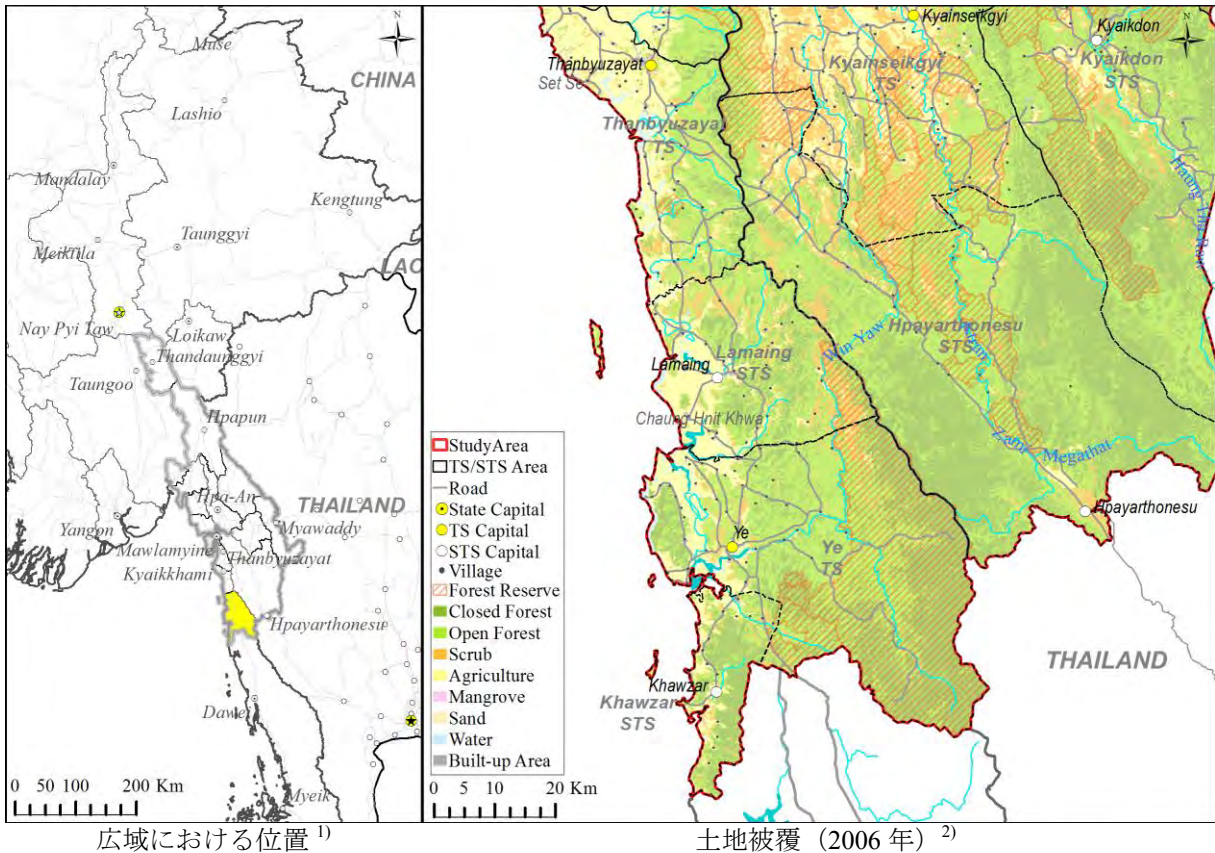 N
Muse
CHINA
Lashio
Mandalay
Kengtung
Taunggyi
Meiktila
LAO
Nay Pyi Taw
Loikaw
Thandaunggyi
Taungoo
Hpapun
THAILAND
Hpa-An
Yangon
Myawaddy
Mawlamyine
Thanbyuzayat
Kyaikkhami
Hpayarthonesu
Dawei
Myeik
0 50 100 200 Km
StudyArea
TS/STS Area
Road
State Capital
TS Capital
STS Capital
Village
Forest Reserve
Closed Forest
Open Forest
Scrub
Agriculture
Mangrove
Sand
Water
Built-up Area
0 5 10 20 Km
N
Kyainseikgyi
Kyaikdon
Thanbyuzayat
Set Se
Kyainseikgyi
TS
Kyaikdon
STS
Thanbyuzayat
TS
Win Yaw
Hpayarthonesu
STS
Lamaing
Lamaing
STS
Chaung Hnit Khwa
Zami
Megathat
Hpayarthonesu
Ye
Ye
TS
Khawzar
Khawzar
STS
THAILAND
広域における位置 1)
土地被覆（2006 年）2)